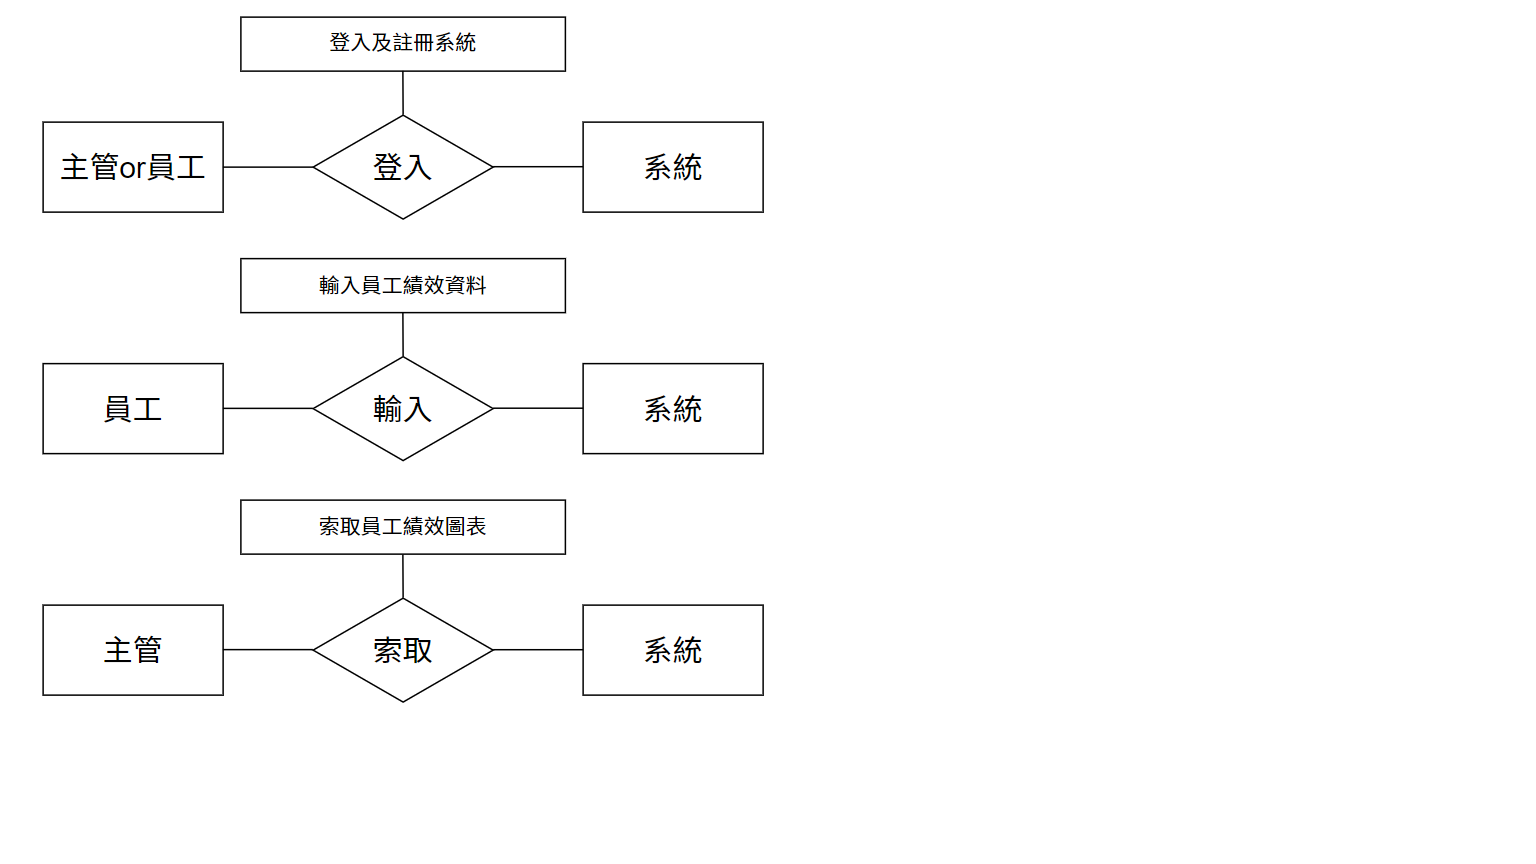 登入及註冊系統
主管or員工
登入
系統
輸入員工績效資料
員工
輸入
系統
索取員工績效圖表
主管
索取
系統